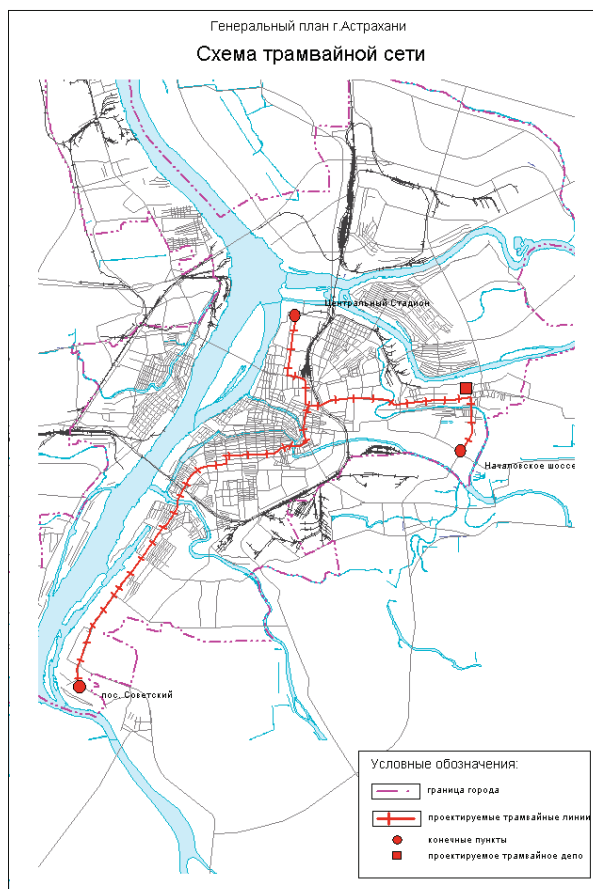 Генеральный план г.Астрахани
Схема трамвайной сети
Центральный Стадион
Началовское шоссе
пос. Советский
Условные обозначения:
граница города
проектируемые трамвайные линии
конечные пункты
проектируемое трамвайное депо